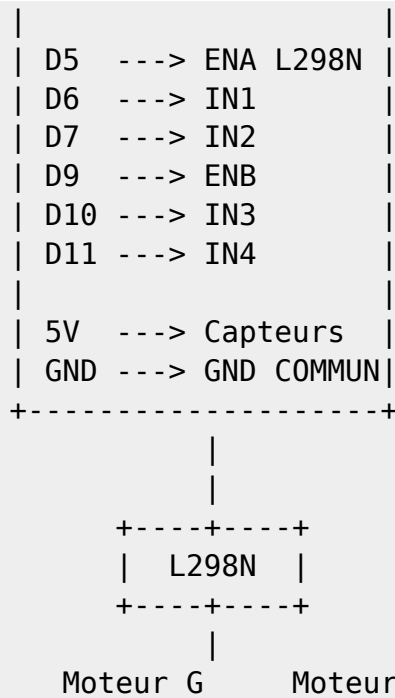 |                     |
| D5  ---> ENA L298N |
| D6  ---> IN1       |
| D7  ---> IN2       |
| D9  ---> ENB       |
| D10 ---> IN3       |
| D11 ---> IN4       |
|                     |
| 5V  ---> Capteurs  |
| GND ---> GND COMMUN|
+--------------------+
           |
           |
      +----+----+
      |  L298N  |
      +----+----+
           |
   Moteur G     Moteur